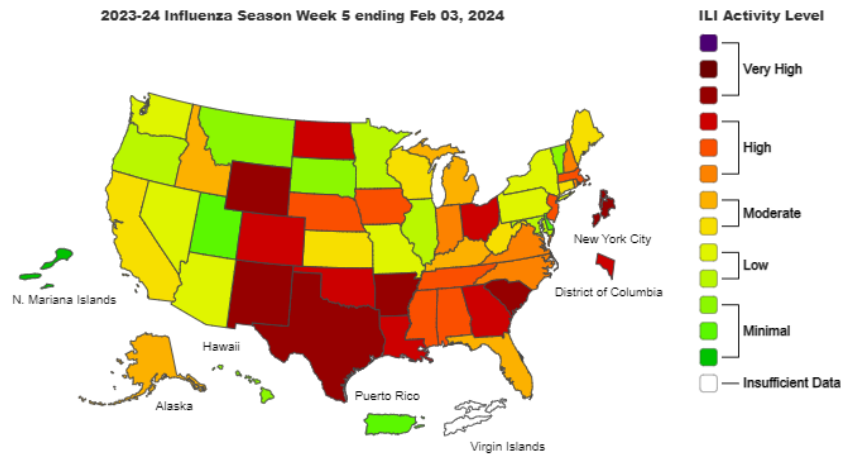 2023-24 Influenza Season Week 5 ending Feb 03, 2024
ILI Activity Level
Very High
High
Moderate
Low
Minimal
Insufficient Data
New York City
District of Columbia
N. Mariana Islands
Hawaii
Alaska
Puerto Rico
Virgin Islands